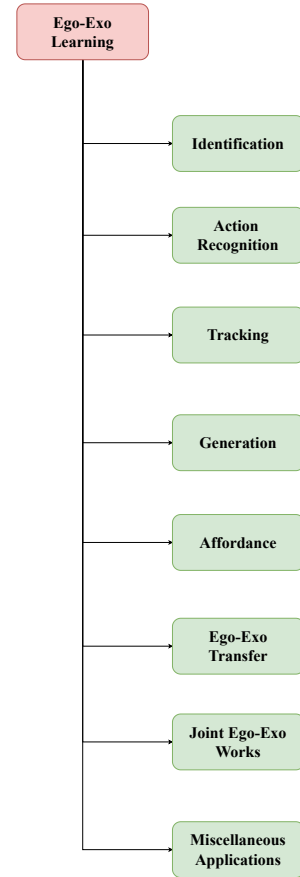 Ego-Exo
Learning
Identification
Action
Recognition
Tracking
Generation
Affordance
Ego-Exo
Transfer
Joint Ego-Exo
Works
Miscellaneous
Applications